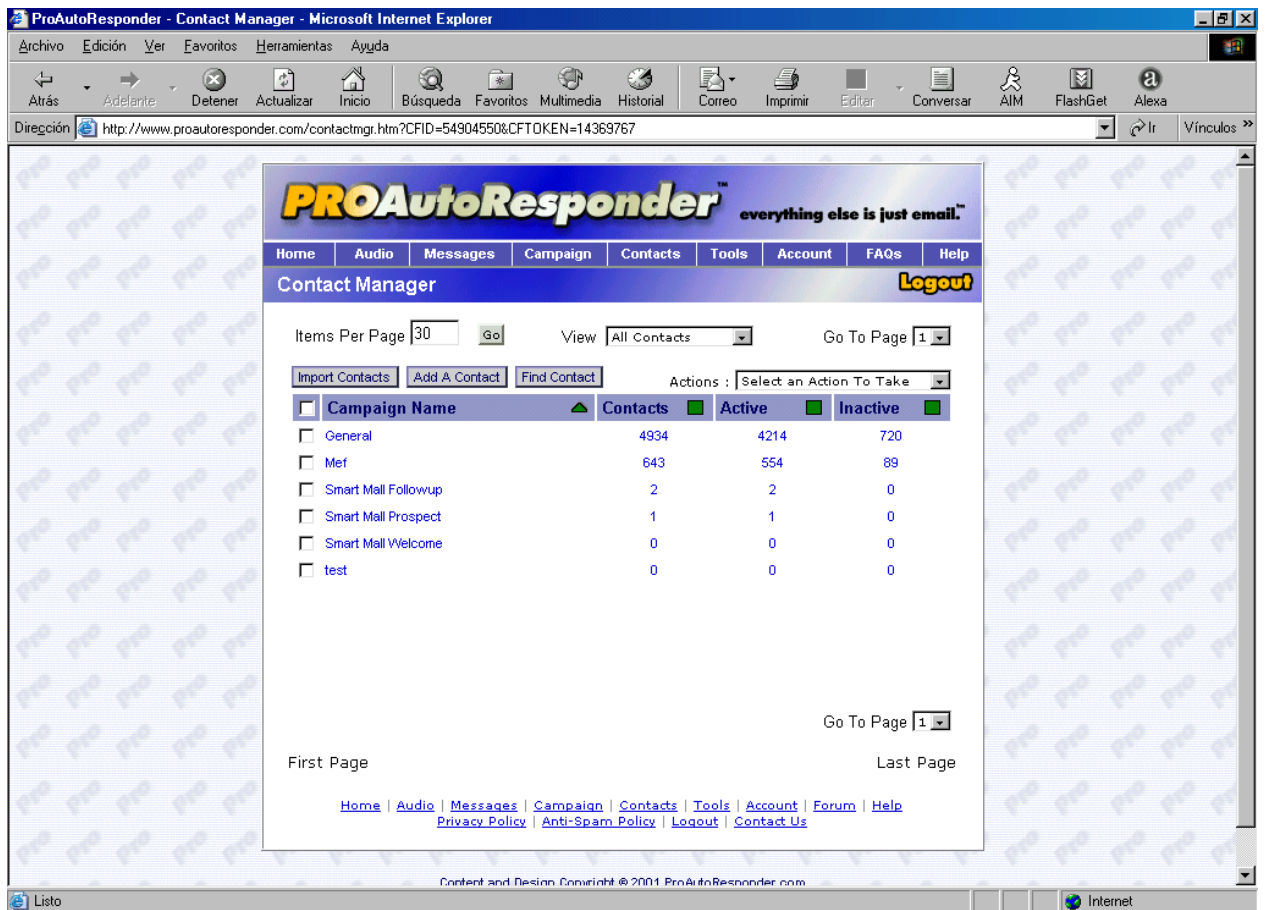 ProAutoResponder - Contact Manager - Microsoft Internet Explorer
Archivo Edición Ver Favoritos Herramientas Ayuda
Atrás Adelante Detener Actualizar Inicio Búsqueda Favoritos Multimedia Historial Correo Imprimir Editar Conversar AIM FlashGet Alexa
Dirección http://www.proautoresponder.com/contactmgr.htm?CFID=54904550&CFTOKEN=14369767 Ir Vínculos »
PROAutoResponder™ everything else is just email.™
Home Audio Messages Campaign Contacts Tools Account FAQs Help
Contact Manager Logout
Items Per Page 30 Go View All Contacts Go To Page 1
Import Contacts Add A Contact Find Contact Actions : Select an Action To Take
Campaign Name Contacts Active Inactive
General 4934 4214 720
Mef 643 554 89
Smart Mall Followup 2 2 0
Smart Mall Prospect 1 1 0
Smart Mall Welcome 0 0 0
test 0 0 0
Go To Page 1
First Page Last Page
Home | Audio | Messages | Campaign | Contacts | Tools | Account | Forum | Help
Privacy Policy | Anti-Spam Policy | Logout | Contact Us
Content and Design Copyright © 2001 ProAutoResponder.com
Listo Internet